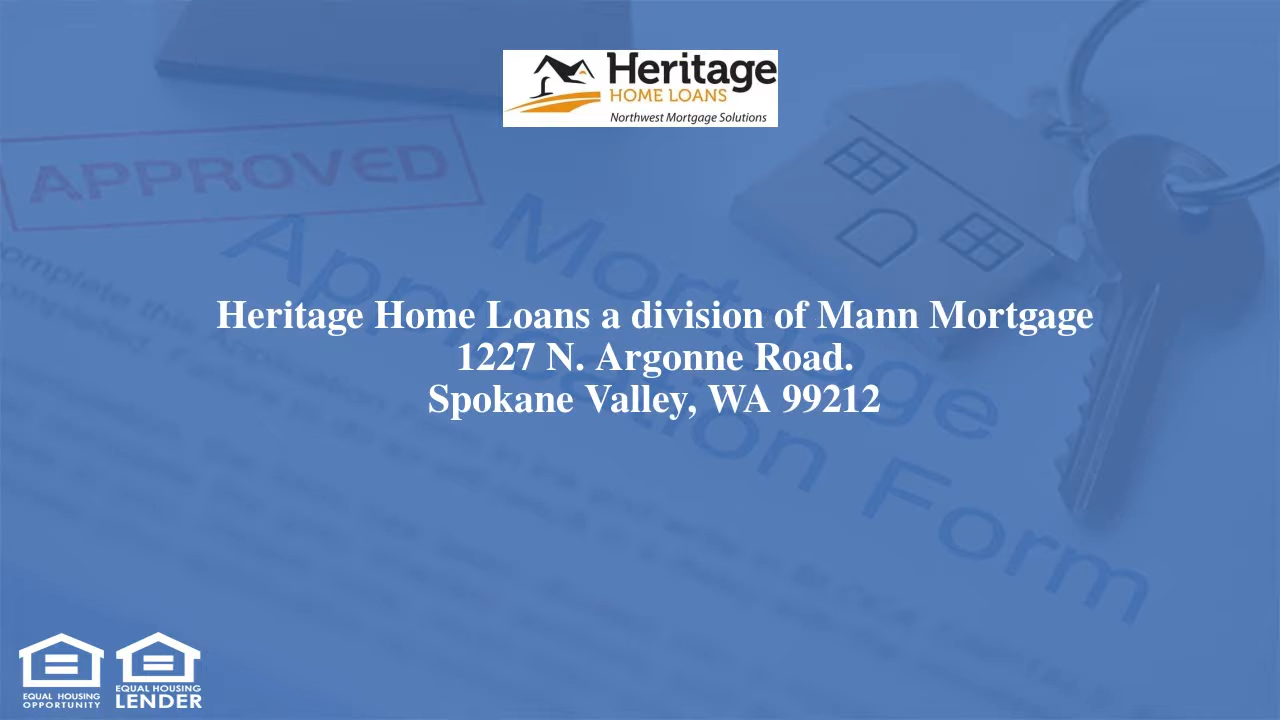 Heritage
HOME LOANS
Northwest Mortgage Solutions
APPROVED
Mortgage
Application Form
Heritage Home Loans a division of Mann Mortgage
1227 N. Argonne Road.
Spokane Valley, WA 99212
EQUAL HOUSING
OPPORTUNITY
EQUAL HOUSING
LENDER